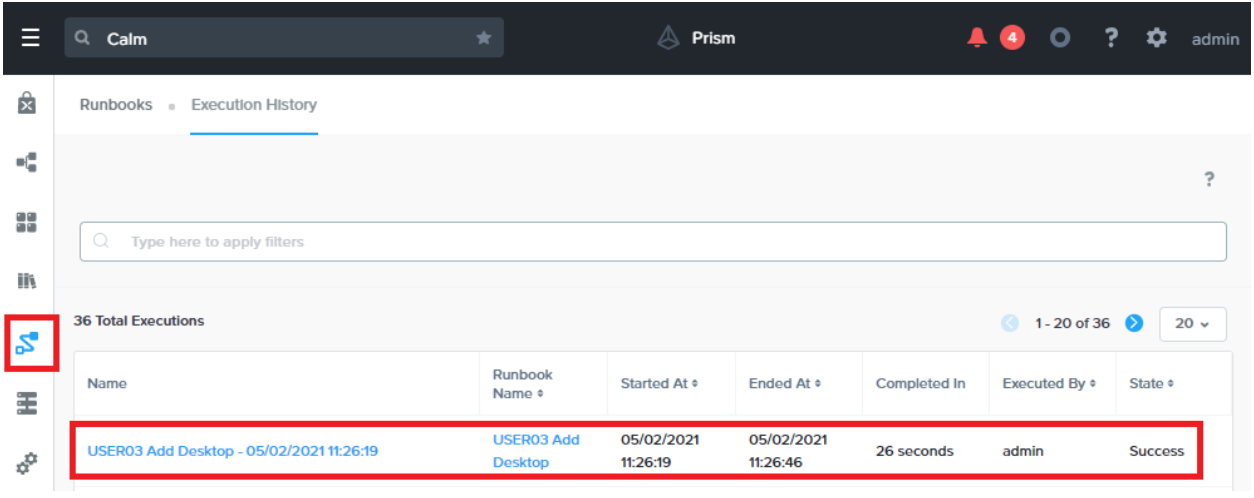 Calm
Prism
4
?
admin
Runbooks
Execution History
?
Type here to apply filters
36 Total Executions
1 - 20 of 36
20
Name
Runbook
Name
Started At
Ended At
Completed In
Executed By
State
USER03 Add Desktop - 05/02/2021 11:26:19
USER03 Add
Desktop
05/02/2021
11:26:19
05/02/2021
11:26:46
26 seconds
admin
Success